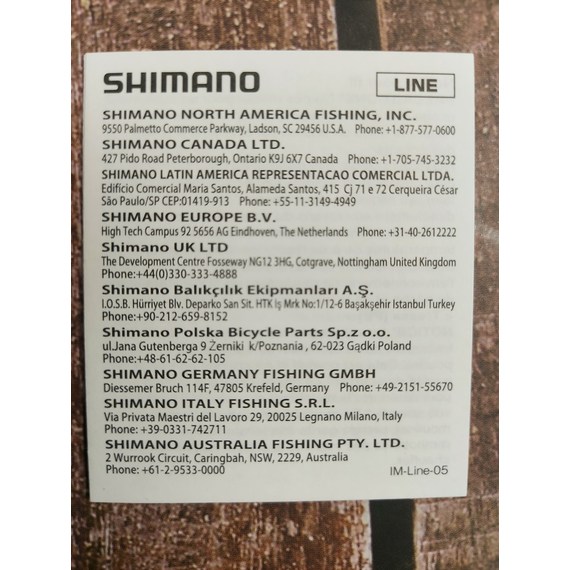 SHIMANO
LINE
SHIMANO NORTH AMERICA FISHING, INC.
9550 Palmetto Commerce Parkway, Ladson, SC 29456 U.S.A. Phone: +1-877-577-0600
SHIMANO CANADA LTD.
427 Pido Road Peterborough, Ontario K9J 6X7 Canada Phone: +1-705-745-3232
SHIMANO LATIN AMERICA REPRESENTACAO COMERCIAL LTDA.
Edifício Comercial Maria Santos, Alameda Santos, 415 Cj 71 e 72 Cerqueira César
São Paulo/SP CEP:01419-913 Phone: +55-11-3149-4949
SHIMANO EUROPE B.V.
High Tech Campus 92 5656 AG Eindhoven, The Netherlands Phone: +31-40-2612222
Shimano UK LTD
The Development Centre Fosseway NG12 3HG, Cotgrave, Nottingham United Kingdom
Phone:+44(0)330-333-4888
Shimano Balıkçılık Ekipmanları A.Ş.
I.O.S.B. Hürriyet Blv. Deparko San Sit. HTK Iş Mrk No:1/12-6 Başakşehir Istanbul Turkey
Phone:+90-212-659-8152
Shimano Polska Bicycle Parts Sp.z o.o.
ul.Jana Gutenberga 9 Żerniki k/Poznania , 62-023 Gądki Poland
Phone:+48-61-62-62-105
SHIMANO GERMANY FISHING GMBH
Diessemer Bruch 114F, 47805 Krefeld, Germany Phone: +49-2151-55670
SHIMANO ITALY FISHING S.R.L.
Via Privata Maestri del Lavoro 29, 20025 Legnano Milano, Italy
Phone: +39-0331-742711
SHIMANO AUSTRALIA FISHING PTY. LTD.
2 Wurrook Circuit, Caringbah, NSW, 2229, Australia
Phone: +61-2-9533-0000
IM-Line-05